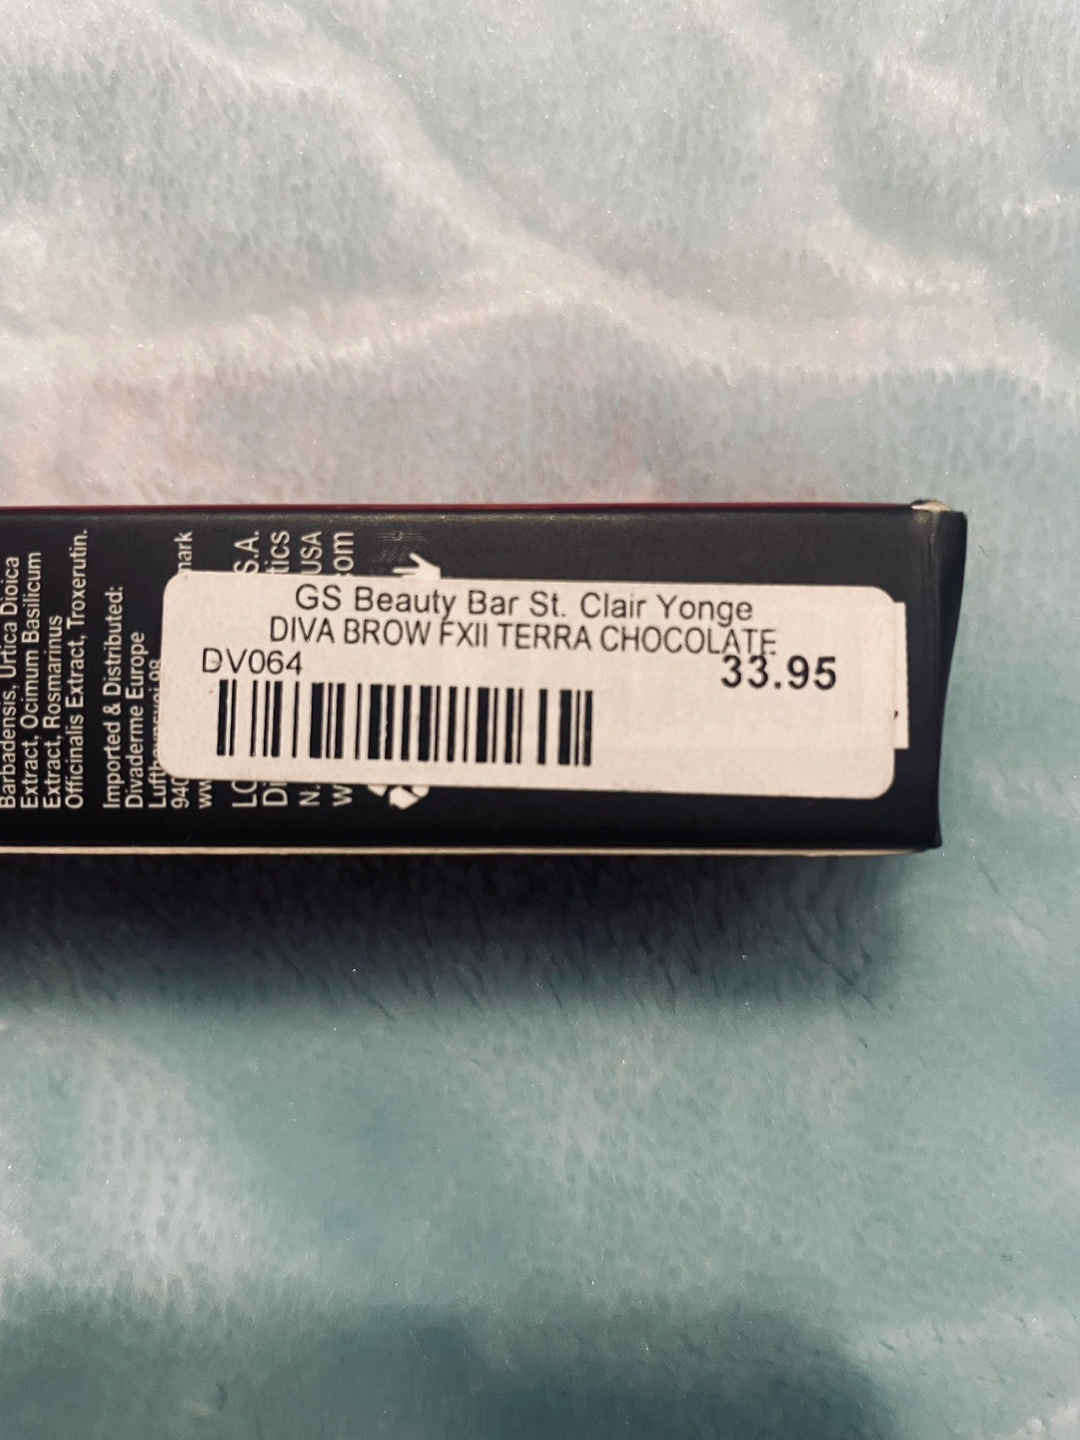 GS Beauty Bar St. Clair Yonge
DIVA BROW FXII TERRA CHOCOLATE
DV064
33.95
Barbadensis, Urtica Dioica
Extract, Ocimum Basilicum
Extract, Rosmarinus
Officinalis Extract, Troxerutin.
Imported & Distributed:
Divaderme Europe
S.A.
USA